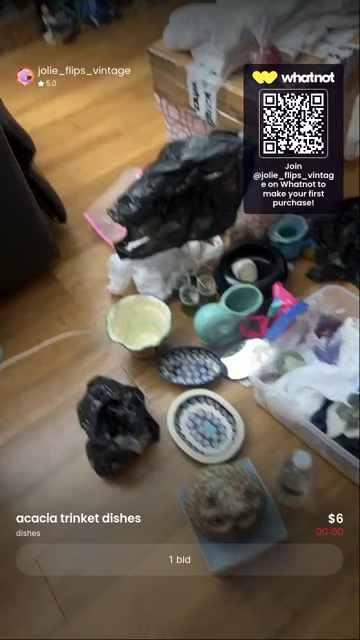 jolie_flips_vintage
5.0
whatnot
Join
@jolie_flips_vintag
e on Whatnot to
make your first
purchase!
acacia trinket dishes
$6
dishes
00:00
1 bid